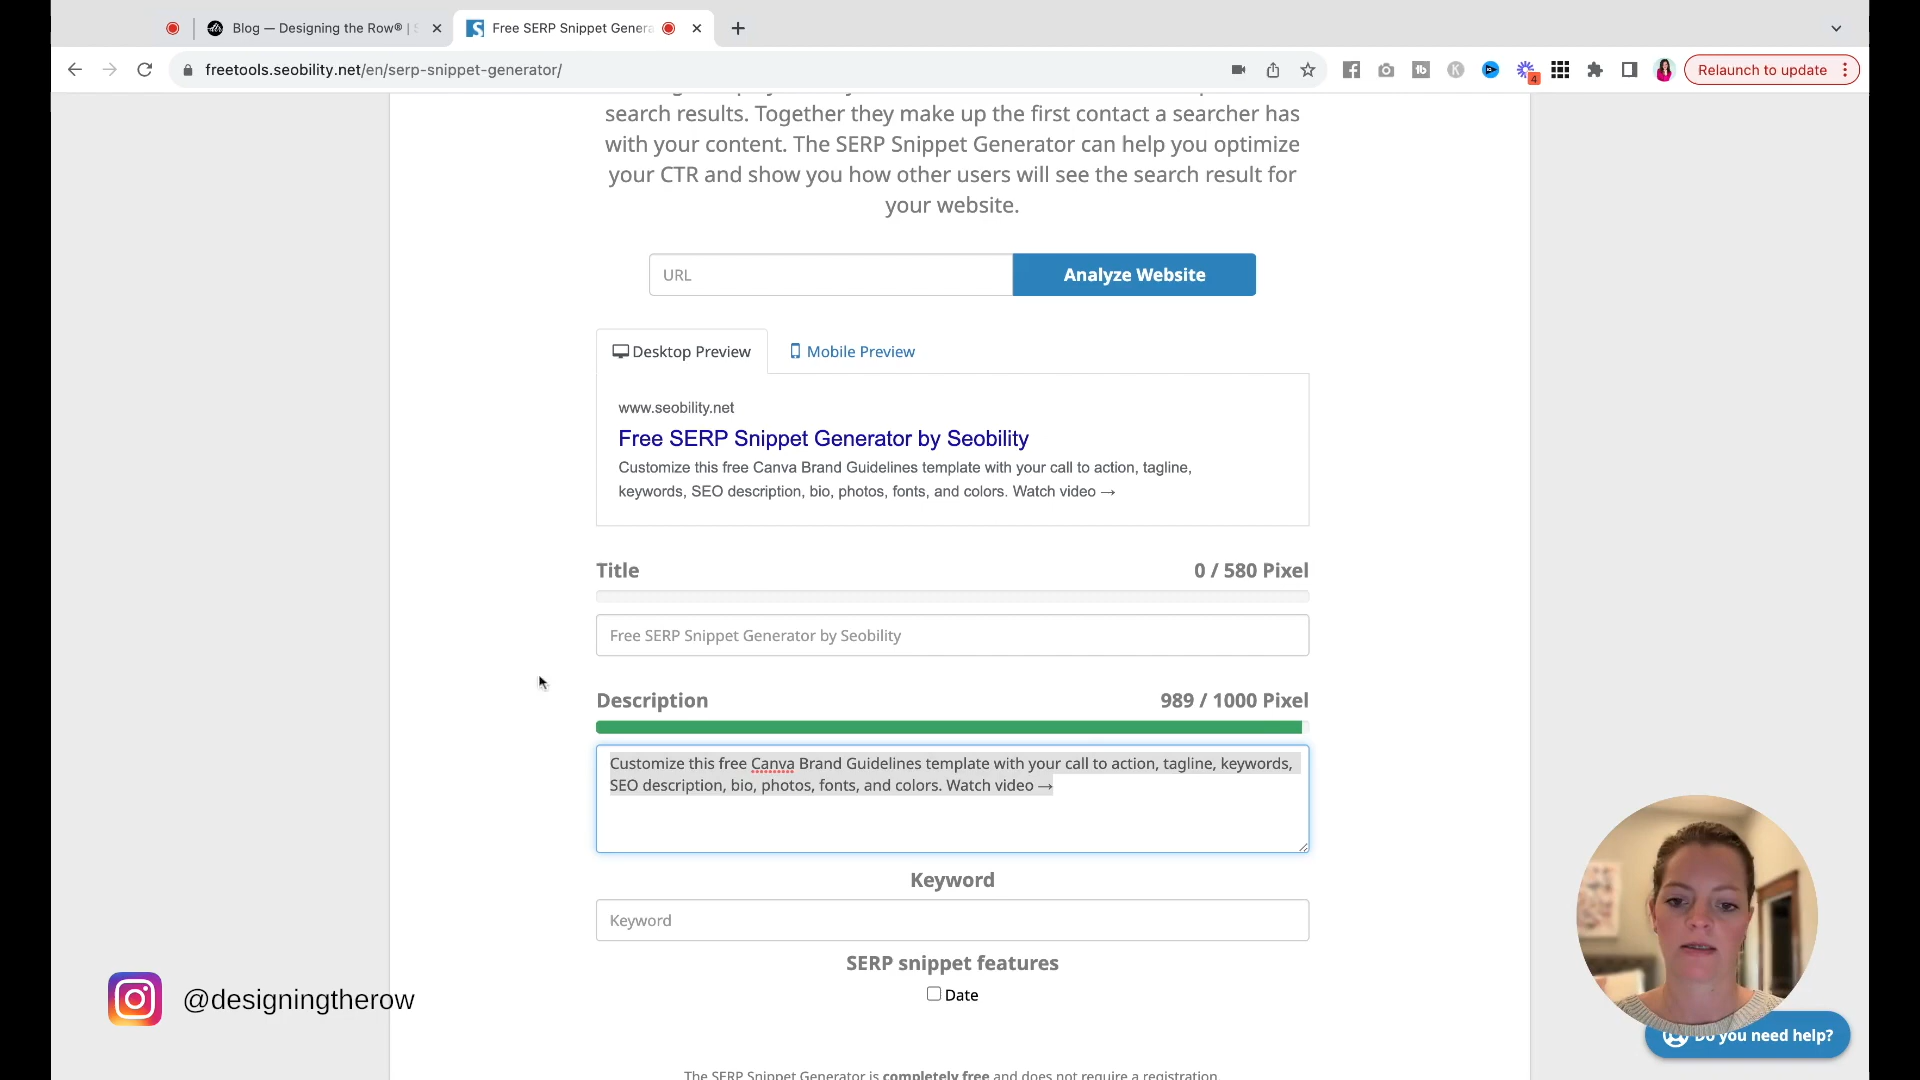 Blog — Designing the Row® |
Free SERP Snippet Genera
freetools.seobility.net/en/serp-snippet-generator/
4
Relaunch to update
search results. Together they make up the first contact a searcher has
with your content. The SERP Snippet Generator can help you optimize
your CTR and show you how other users will see the search result for
your website.
URL
Analyze Website
Desktop Preview
Mobile Preview
www.seobility.net
Free SERP Snippet Generator by Seobility
Customize this free Canva Brand Guidelines template with your call to action, tagline,
keywords, SEO description, bio, photos, fonts, and colors. Watch video →
Title
0 / 580 Pixel
Free SERP Snippet Generator by Seobility
Description
989 / 1000 Pixel
Customize this free Canva Brand Guidelines template with your call to action, tagline, keywords,
SEO description, bio, photos, fonts, and colors. Watch video →
Keyword
Keyword
SERP snippet features
Date
@designingtherow
Do you need help?
The SERP Snippet Generator is completely free and does not require a registration.